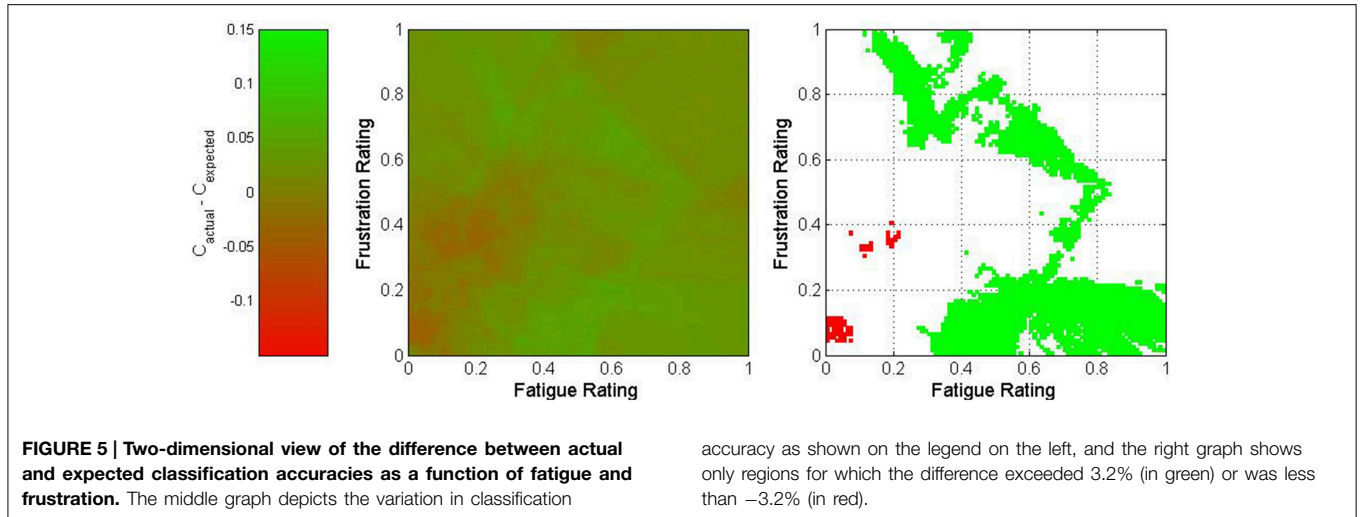 0.15
0.1
0.05
0
-0.05
-0.1
C actual - C expected
1
0.8
0.6
0.4
0.2
0
Frustration Rating
0 0.2 0.4 0.6 0.8 1
Fatigue Rating
1
0.8
0.6
0.4
0.2
0
Frustration Rating
0 0.2 0.4 0.6 0.8 1
Fatigue Rating
FIGURE 5 | Two-dimensional view of the difference between actual
and expected classification accuracies as a function of fatigue and
frustration. The middle graph depicts the variation in classification
accuracy as shown on the legend on the left, and the right graph shows
only regions for which the difference exceeded 3.2% (in green) or was less
than −3.2% (in red).